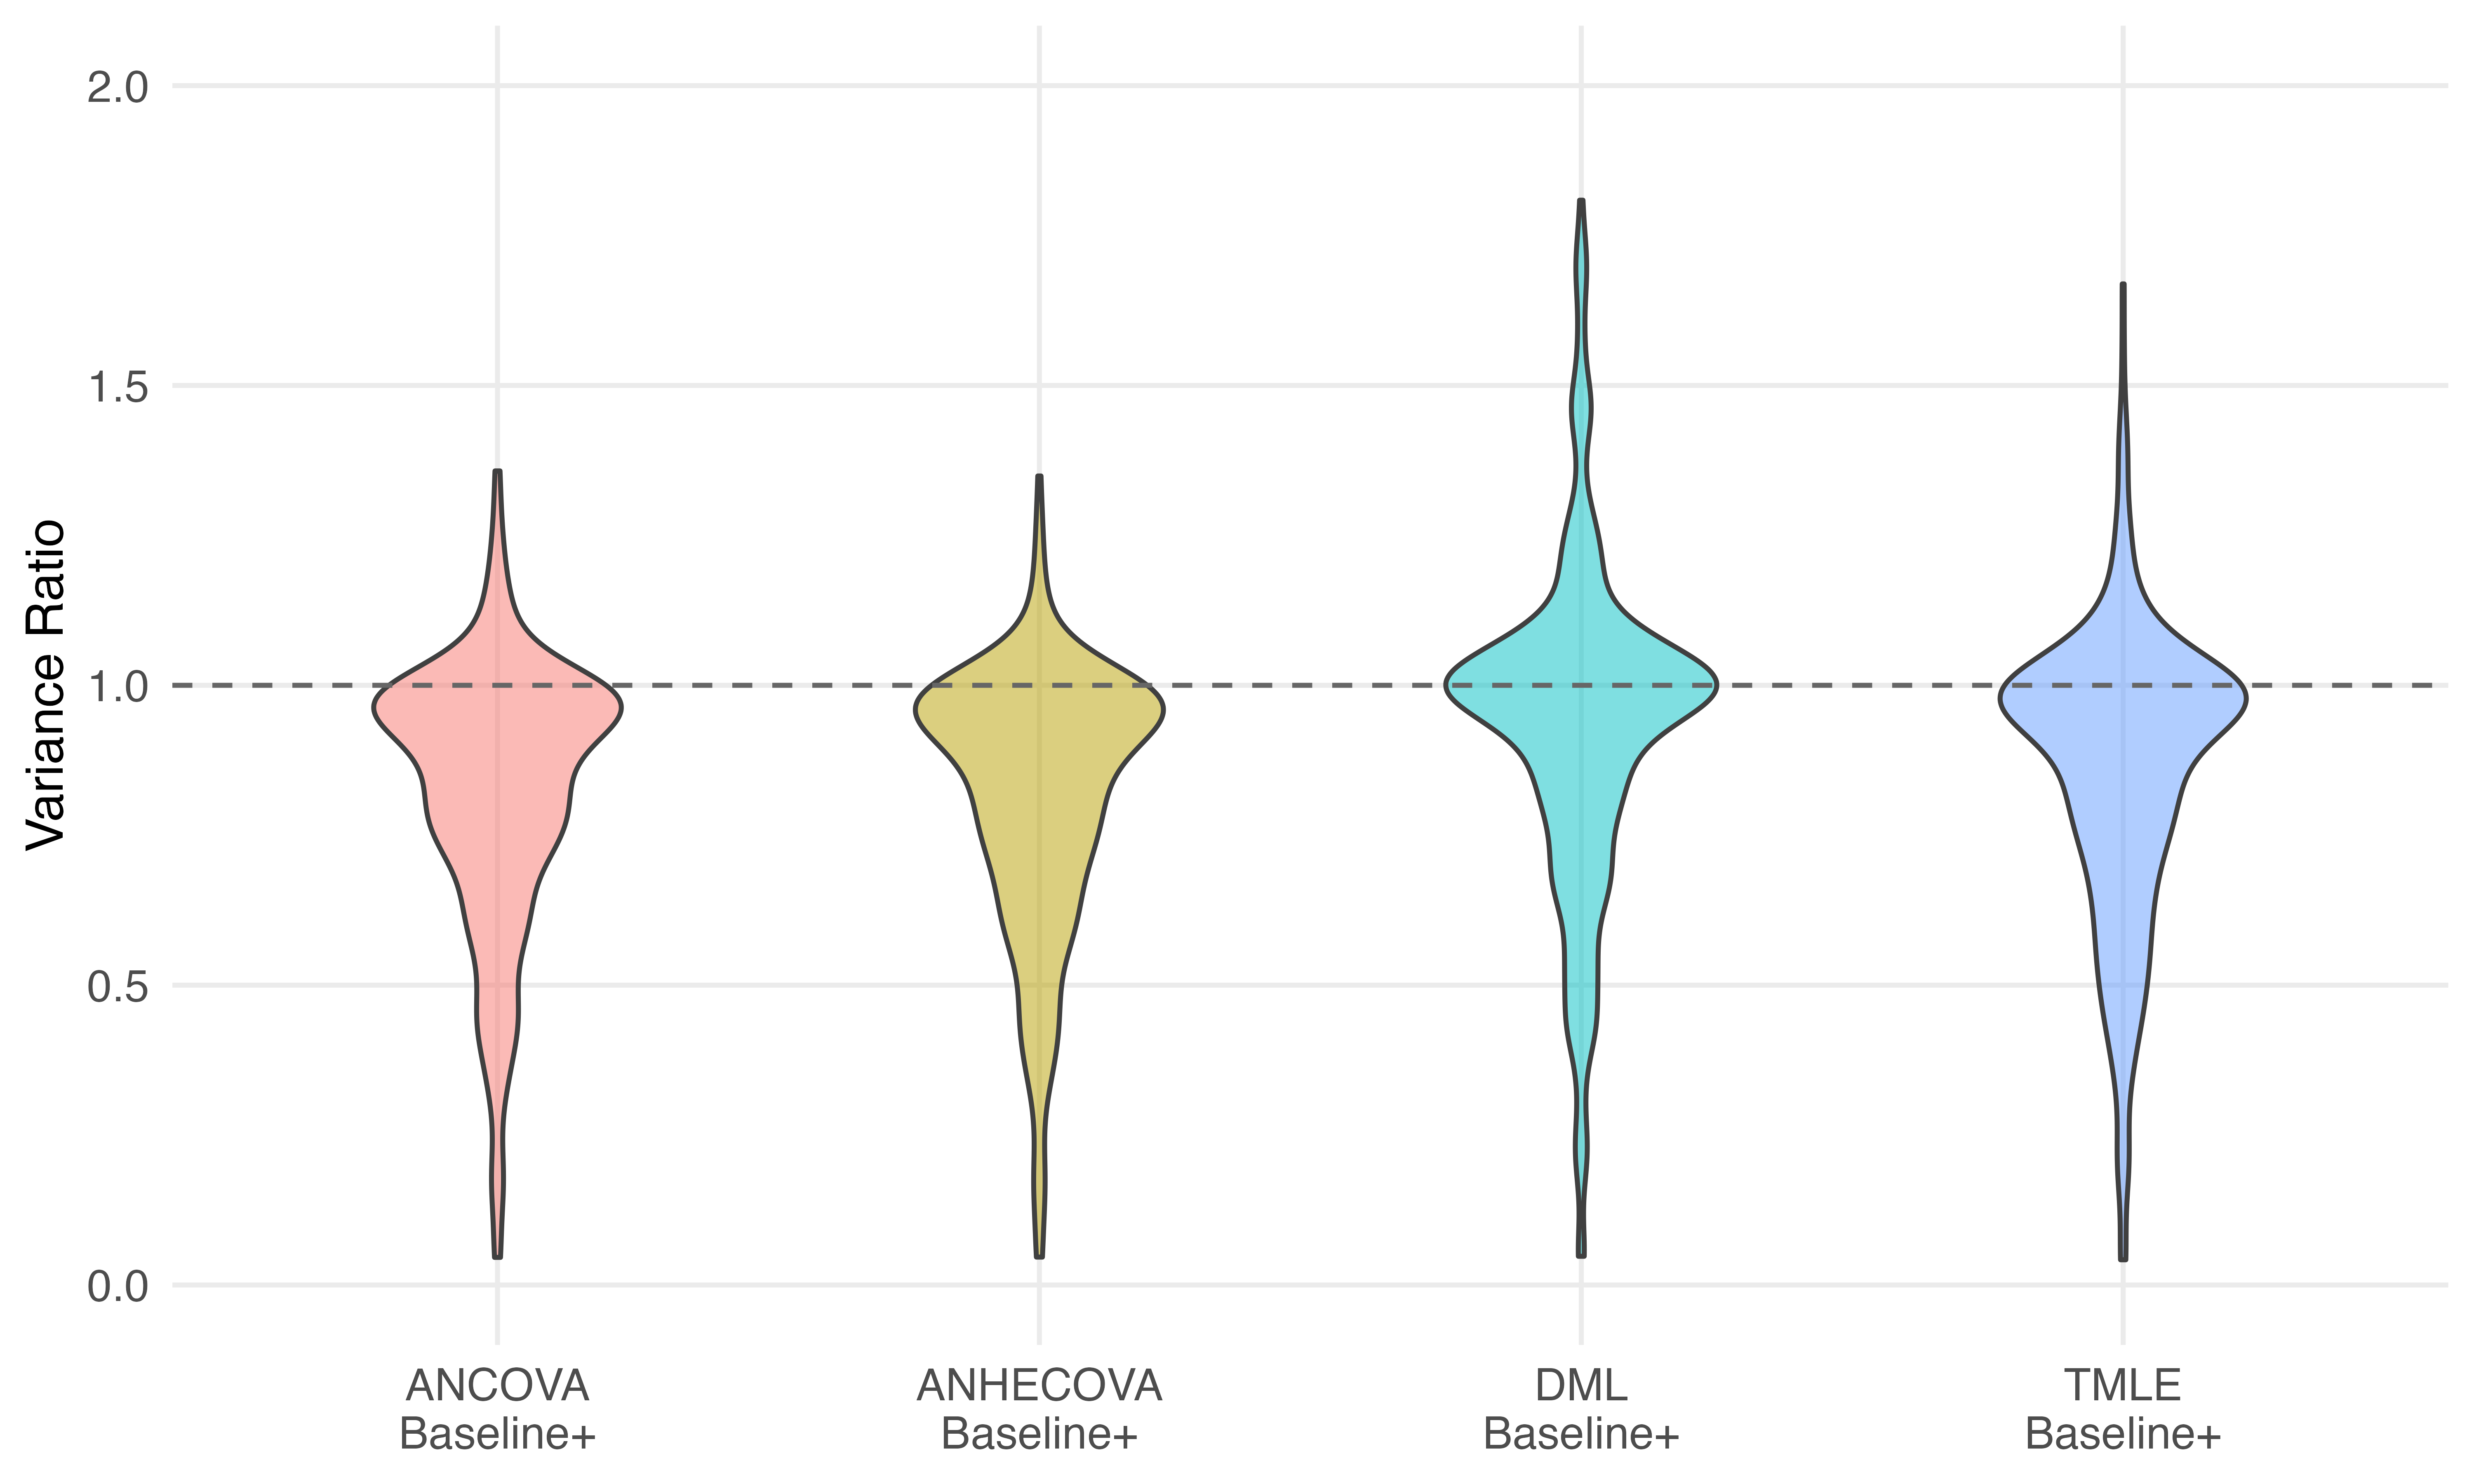 Variance Ratio
2.0
1.5
1.0
0.5
0.0
ANCOVA
Baseline+
ANHECOVA
Baseline+
DML
Baseline+
TMLE
Baseline+